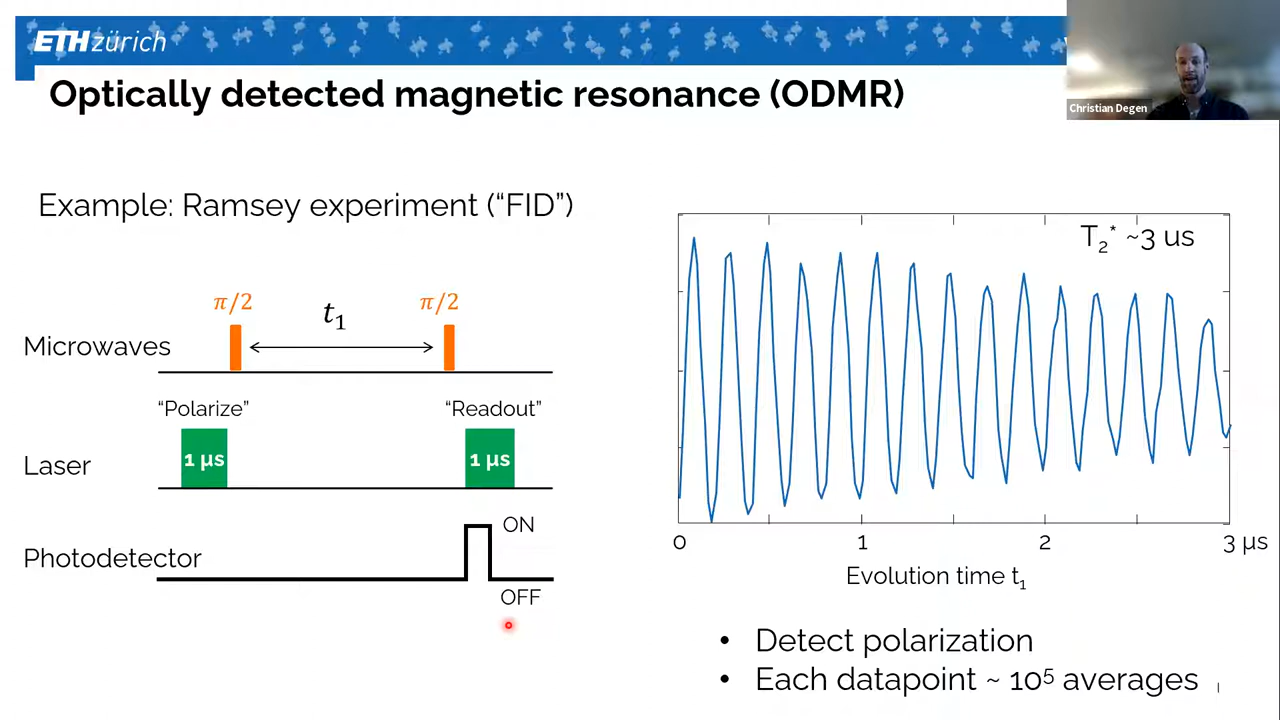 ETH zürich
Christian Degen
Optically detected magnetic resonance (ODMR)
Example: Ramsey experiment (“FID”)
π/2
t₁
π/2
Microwaves
“Polarize”
“Readout”
Laser
1 µs
1 µs
Photodetector
ON
OFF
T₂* ~3 us
0
1
2
3 µs
Evolution time t₁
• Detect polarization
• Each datapoint ~ 10⁵ averages